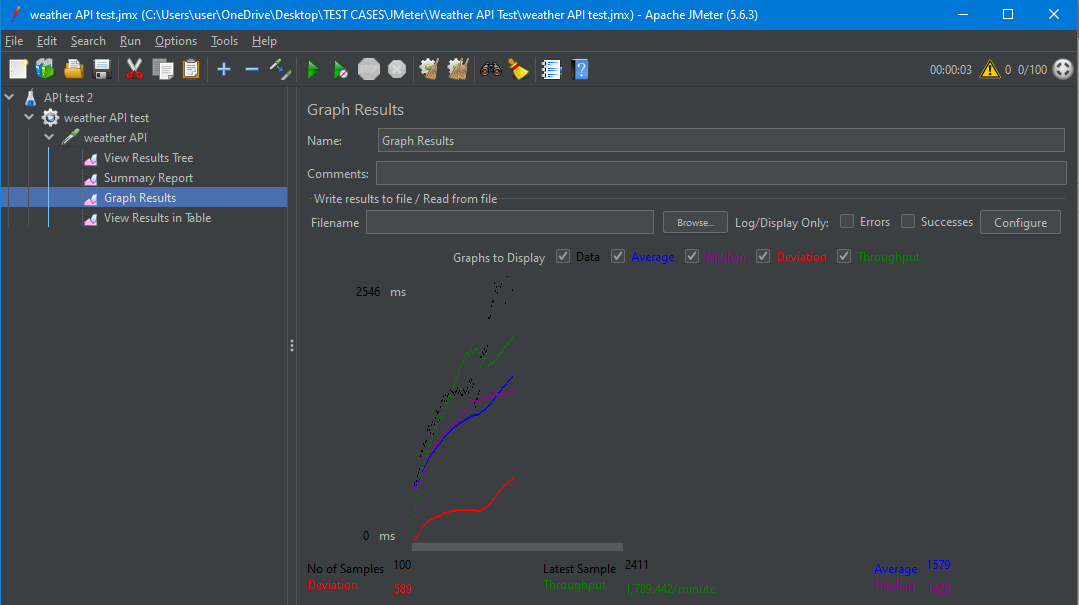 weather API test.jmx (C:\Users\user\OneDrive\Desktop\TEST CASES\JMeter\Weather API Test\weather API test.jmx) - Apache JMeter (5.6.3)
File Edit Search Run Options Tools Help
STOP 00:00:03 0 0/100
API test 2
weather API test
weather API
View Results Tree
Summary Report
Graph Results
View Results in Table
Graph Results
Name: Graph Results
Comments:
Write results to file / Read from file
Filename Browse... Log/Display Only: Errors Successes Configure
Graphs to Display Data Average Median Deviation Throughput
2546 ms
0 ms
No of Samples 100 Latest Sample 2411 Average 1579
Deviation 589 Throughput 1,789.442/minute Median